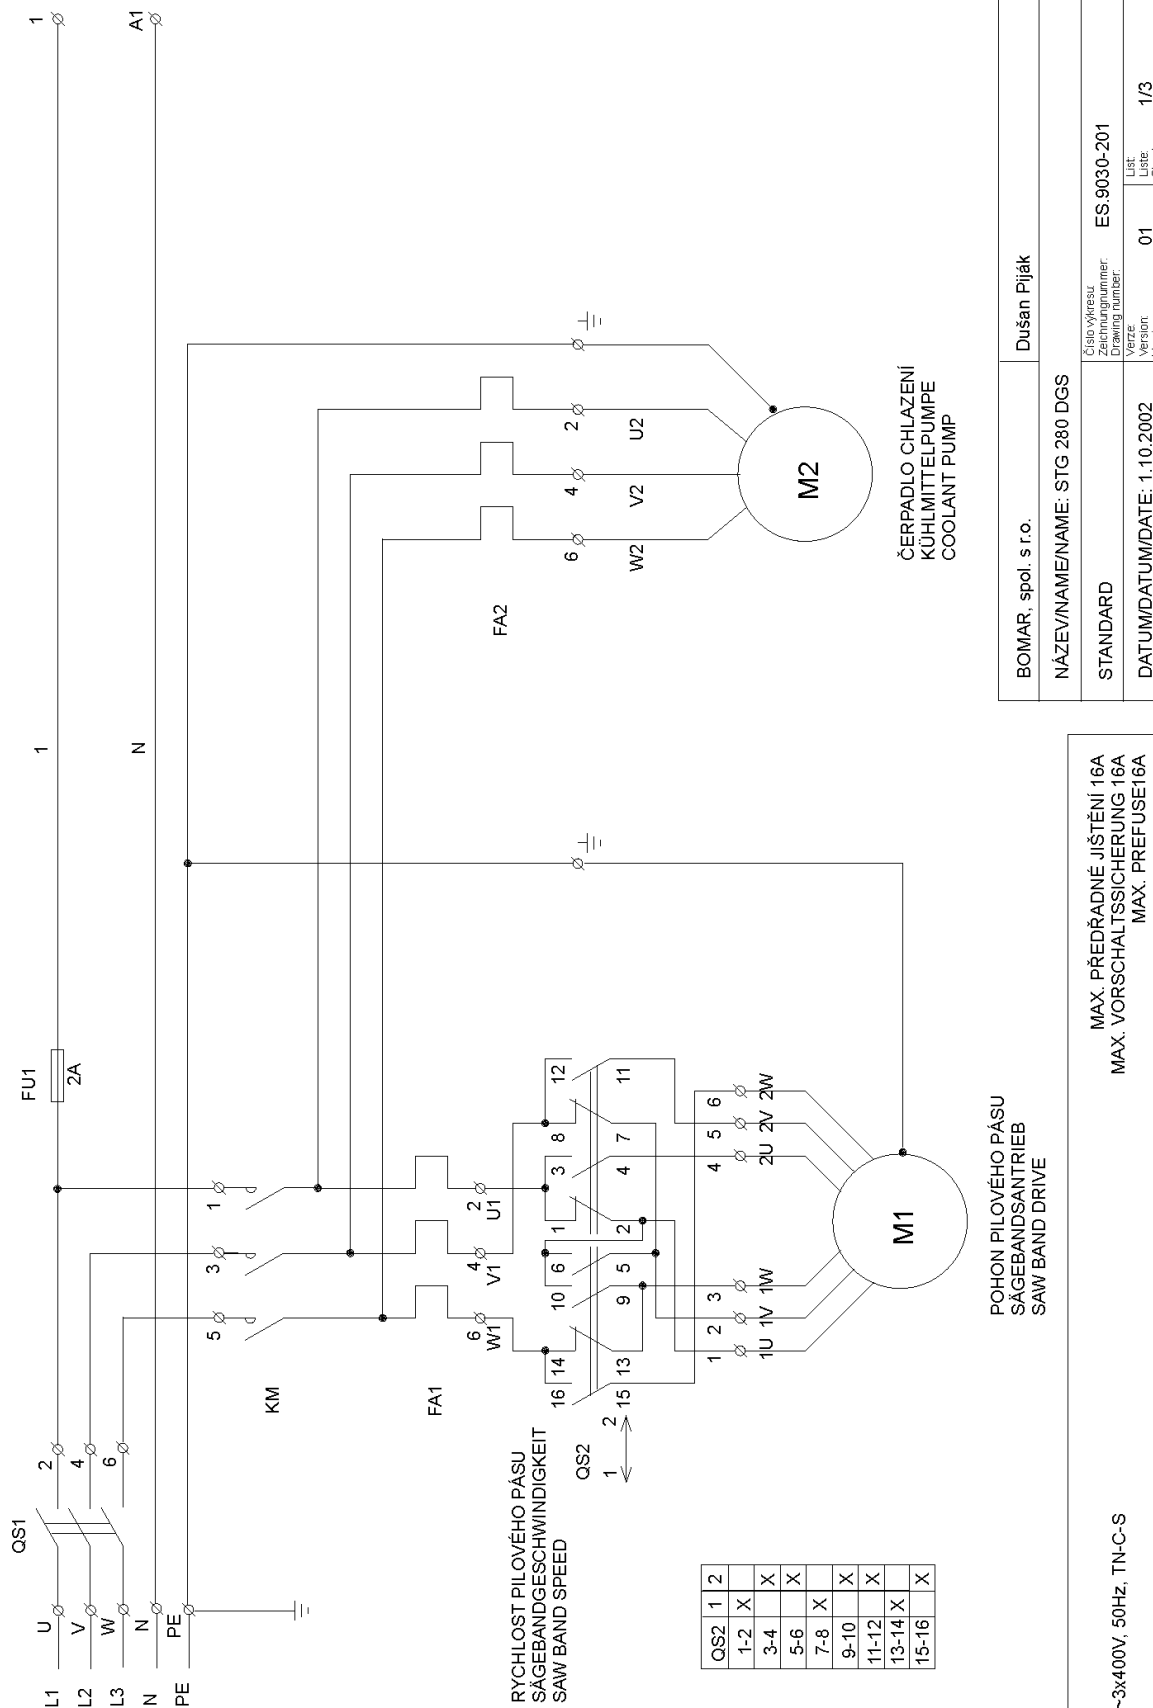 L1
L2
L3
N
PE
U
V
W
N
PE
QS1
2
4
6
FU1
2A
1
1
N
A1
KM
1
3
5
FA1
2
4
6
U1
V1
W1
FA2
2
4
6
U2
V2
W2
M2
ČERPADLO CHLAZENÍ
KÜHLMITTELPUMPE
COOLANT PUMP
RYCHLOST PILOVÉHO PÁSU
SÄGEBANDGESCHWINDIGKEIT
SAW BAND SPEED
QS2
1 2
16 14 10 6 1 3 8 12
15 13 9 5 2 4 7 11
1 2 3 4 5 6
1U 1V 1W 2U 2V 2W
M1
POHON PILOVÉHO PÁSU
SÄGEBANDSANTRIEB
SAW BAND DRIVE
QS2 1 2
1-2 X
3-4 X
5-6 X
7-8 X
9-10 X
11-12 X
13-14 X
15-16 X
~3x400V, 50Hz, TN-C-S
MAX. PŘEDŘADNÉ JIŠTĚNÍ 16A
MAX. VORSCHALTSSICHERUNG 16A
MAX. PREFUSE16A
BOMAR, spol. s r.o.
Dušan Piják
NÁZEV/NAME/NAME: STG 280 DGS
STANDARD
Číslo výkresu:
Zeichnungnummer:
Drawing number:
ES.9030-201
DATUM/DATUM/DATE: 1.10.2002
Verze:
Version:
01
List:
Liste:
1/3